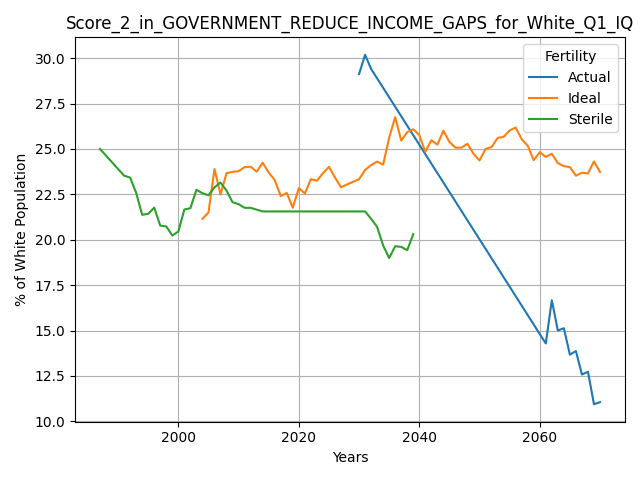 Score_2_in_GOVERNMENT_REDUCE_INCOME_GAPS_for_White_Q1_IQ
Fertility
Actual
Ideal
Sterile
% of White Population
30.0
27.5
25.0
22.5
20.0
17.5
15.0
12.5
10.0
2000
2020
2040
2060
Years